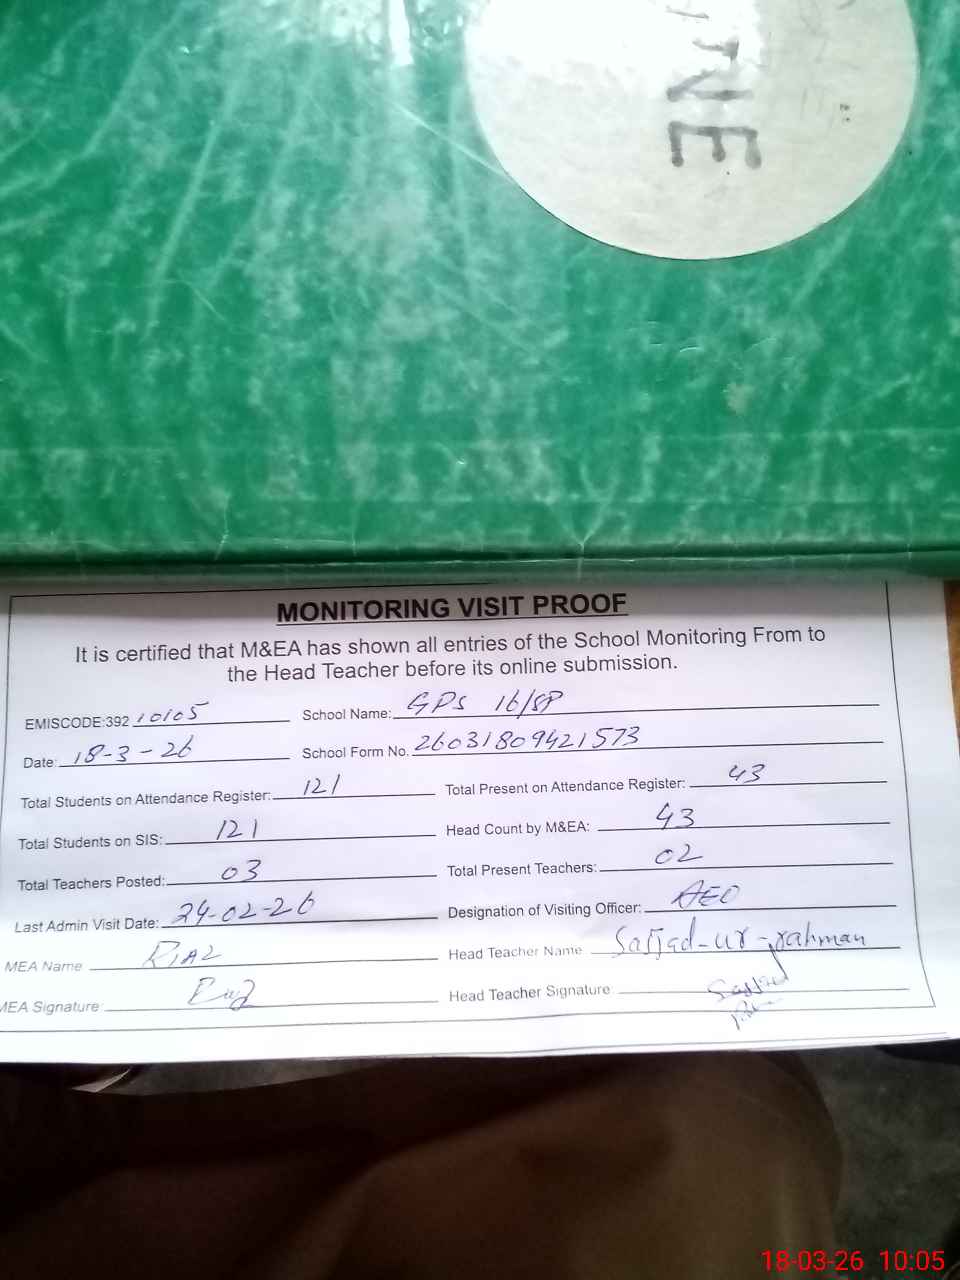 INE
MONITORING VISIT PROOF
It is certified that M&EA has shown all entries of the School Monitoring From to
the Head Teacher before its online submission.
EMISCODE:392 10105 School Name: GPS 16/SP
Date: 18-3-26 School Form No. 26031809421573
Total Students on Attendance Register: 121 Total Present on Attendance Register: 43
Total Students on SIS: 121 Head Count by M&EA: 43
Total Teachers Posted: 03 Total Present Teachers: 02
Last Admin Visit Date: 24-02-26 Designation of Visiting Officer: AEO
MEA Name Riaz Head Teacher Name Sajjad-ur-rahman
MEA Signature: Riaz Head Teacher Signature Sajjad
18-03-26 10:05